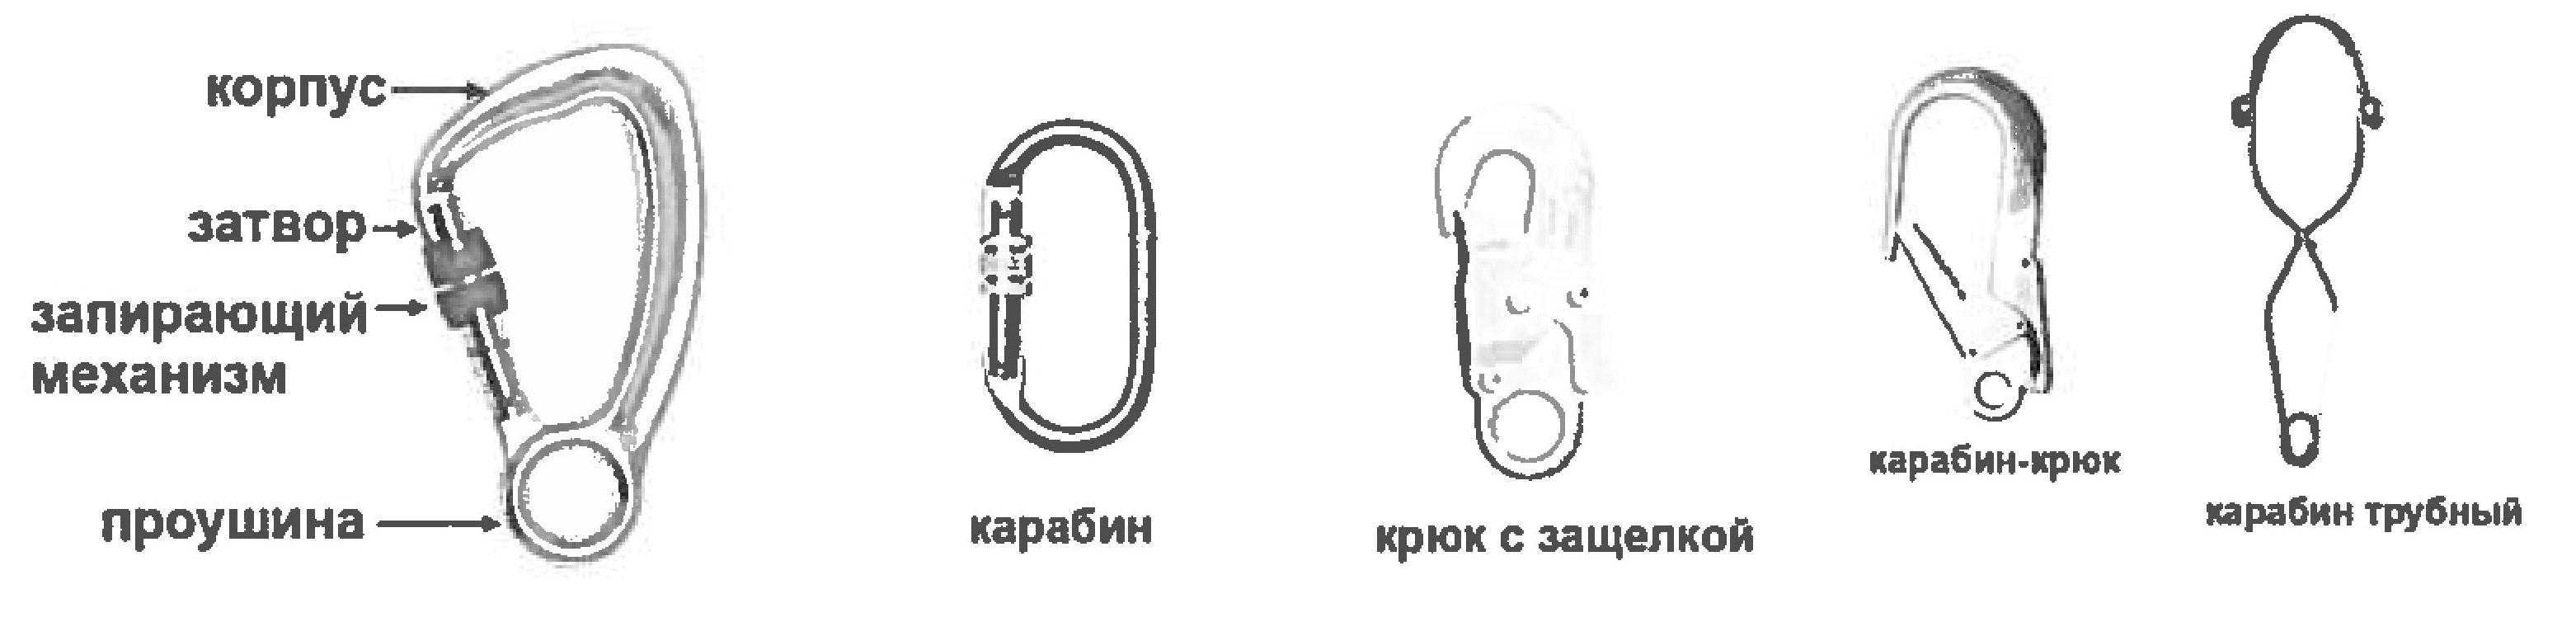 корпус
затвор
запирающий
механизм
проушина
карабин
крюк с защелкой
карабин-крюк
карабин трубный